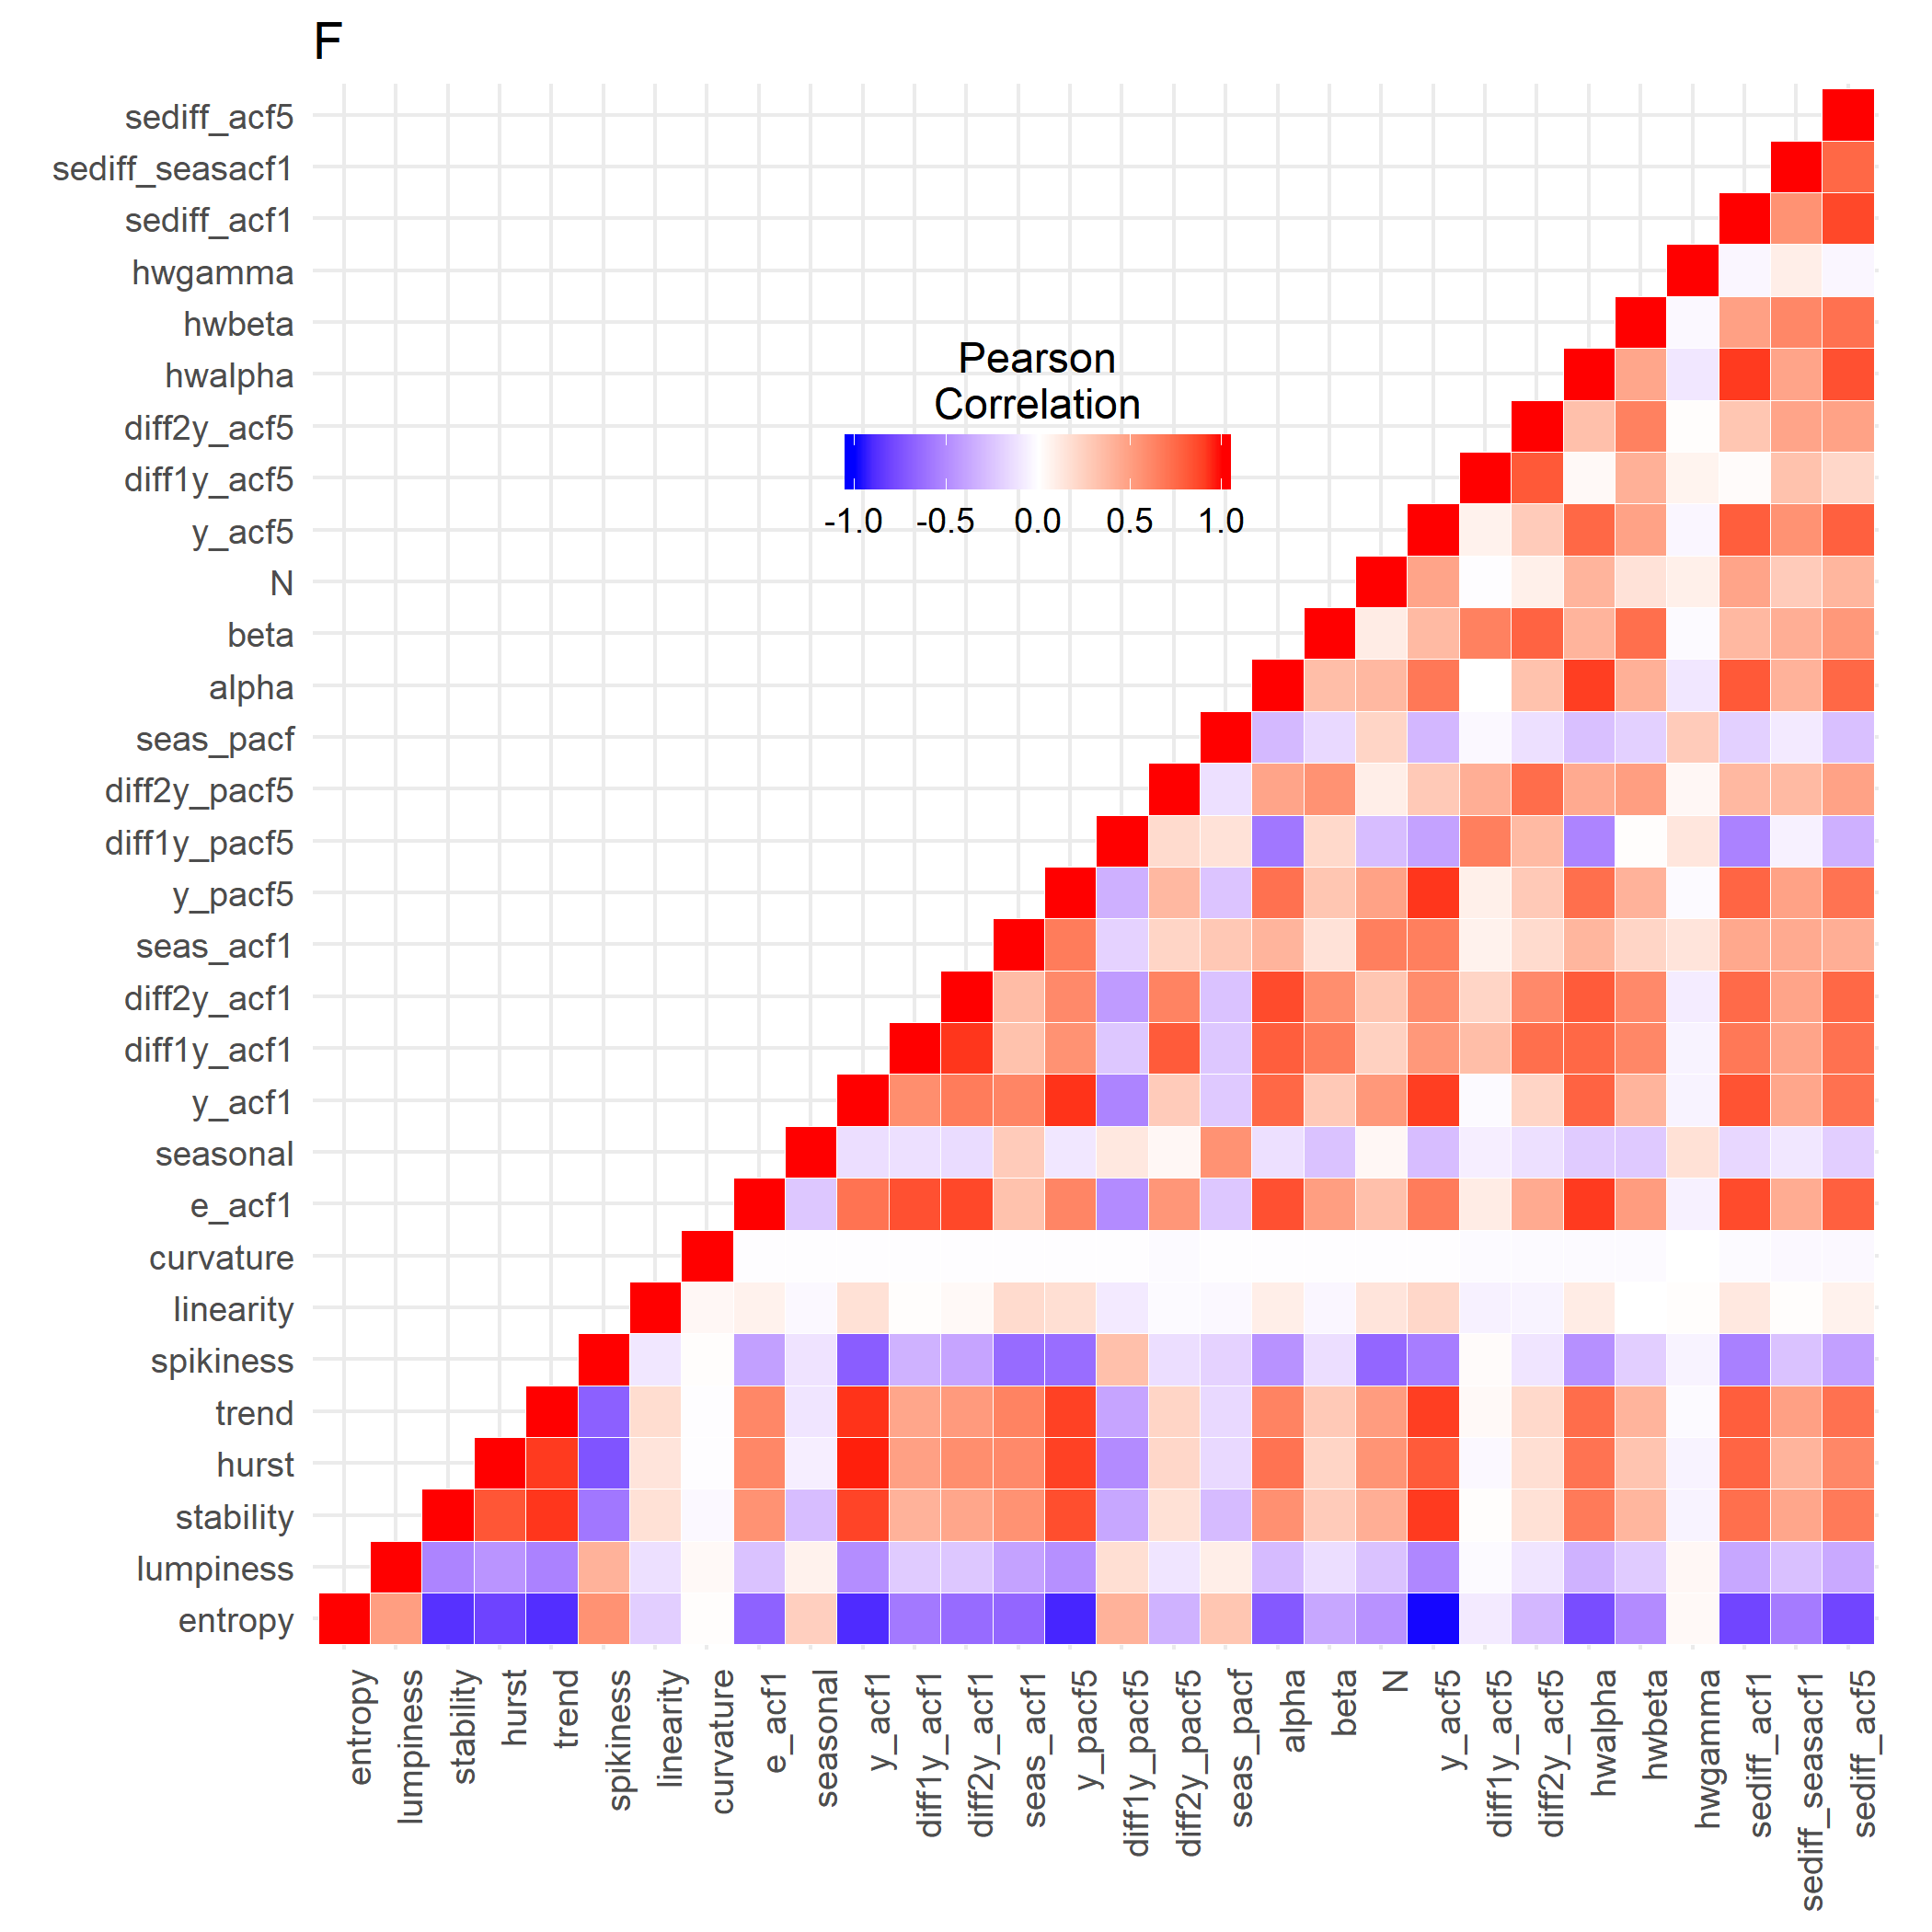 F
sediff_acf5
sediff_seasacf1
sediff_acf1
hwgamma
hwbeta
hwalpha
diff2y_acf5
diff1y_acf5
y_acf5
N
beta
alpha
seas_pacf
diff2y_pacf5
diff1y_pacf5
y_pacf5
seas_acf1
diff2y_acf1
diff1y_acf1
y_acf1
seasonal
e_acf1
curvature
linearity
spikiness
trend
hurst
stability
lumpiness
entropy
Pearson
Correlation
-1.0 -0.5 0.0 0.5 1.0
entropy
lumpiness
stability
hurst
trend
spikiness
linearity
curvature
e_acf1
seasonal
y_acf1
diff1y_acf1
diff2y_acf1
seas_acf1
y_pacf5
diff1y_pacf5
diff2y_pacf5
seas_pacf
alpha
beta
N
y_acf5
diff1y_acf5
diff2y_acf5
hwalpha
hwbeta
hwgamma
sediff_acf1
sediff_seasacf1
sediff_acf5